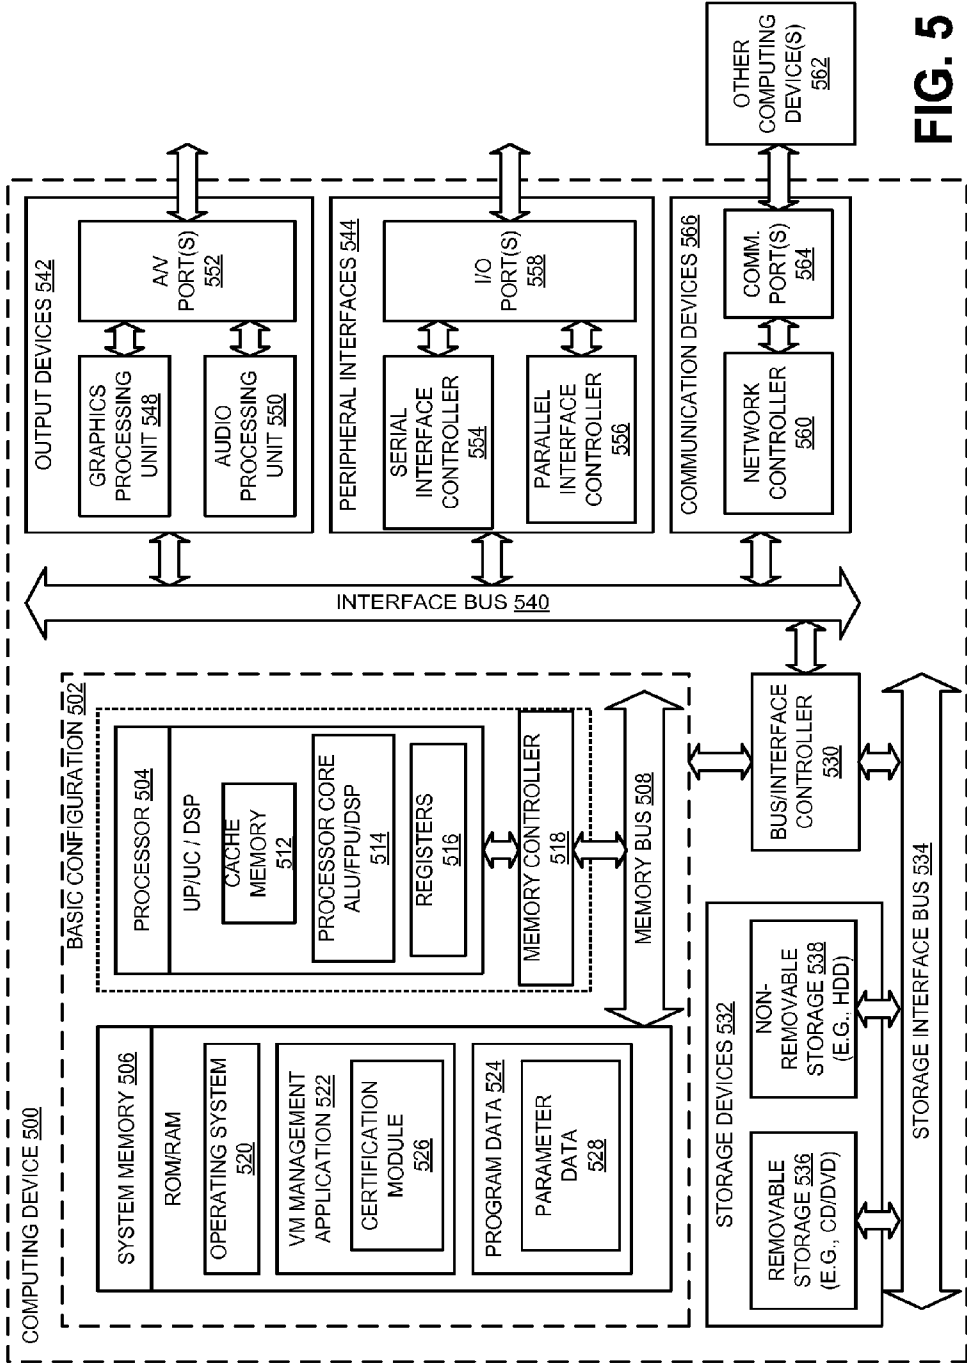 COMPUTING DEVICE 500
BASIC CONFIGURATION 502
SYSTEM MEMORY 506
ROM/RAM
OPERATING SYSTEM
520
VM MANAGEMENT
APPLICATION 522
CERTIFICATION
MODULE
526
PROGRAM DATA 524
PARAMETER
DATA
528
PROCESSOR 504
UP/UC / DSP
CACHE
MEMORY
512
PROCESSOR CORE
ALU/FPU/DSP
514
REGISTERS
516
MEMORY CONTROLLER
518
MEMORY BUS 508
STORAGE DEVICES 532
REMOVABLE
STORAGE 536
(E.G., CD/DVD)
NON-
REMOVABLE
STORAGE 538
(E.G., HDD)
BUS/INTERFACE
CONTROLLER
530
STORAGE INTERFACE BUS 534
INTERFACE BUS 540
OUTPUT DEVICES 542
GRAPHICS
PROCESSING
UNIT 548
AUDIO
PROCESSING
UNIT 550
A/V
PORT(S)
552
PERIPHERAL INTERFACES 544
SERIAL
INTERFACE
CONTROLLER
554
PARALLEL
INTERFACE
CONTROLLER
556
I/O
PORT(S)
558
COMMUNICATION DEVICES 566
NETWORK
CONTROLLER
560
COMM.
PORT(S)
564
OTHER
COMPUTING
DEVICE(S)
562
FIG. 5